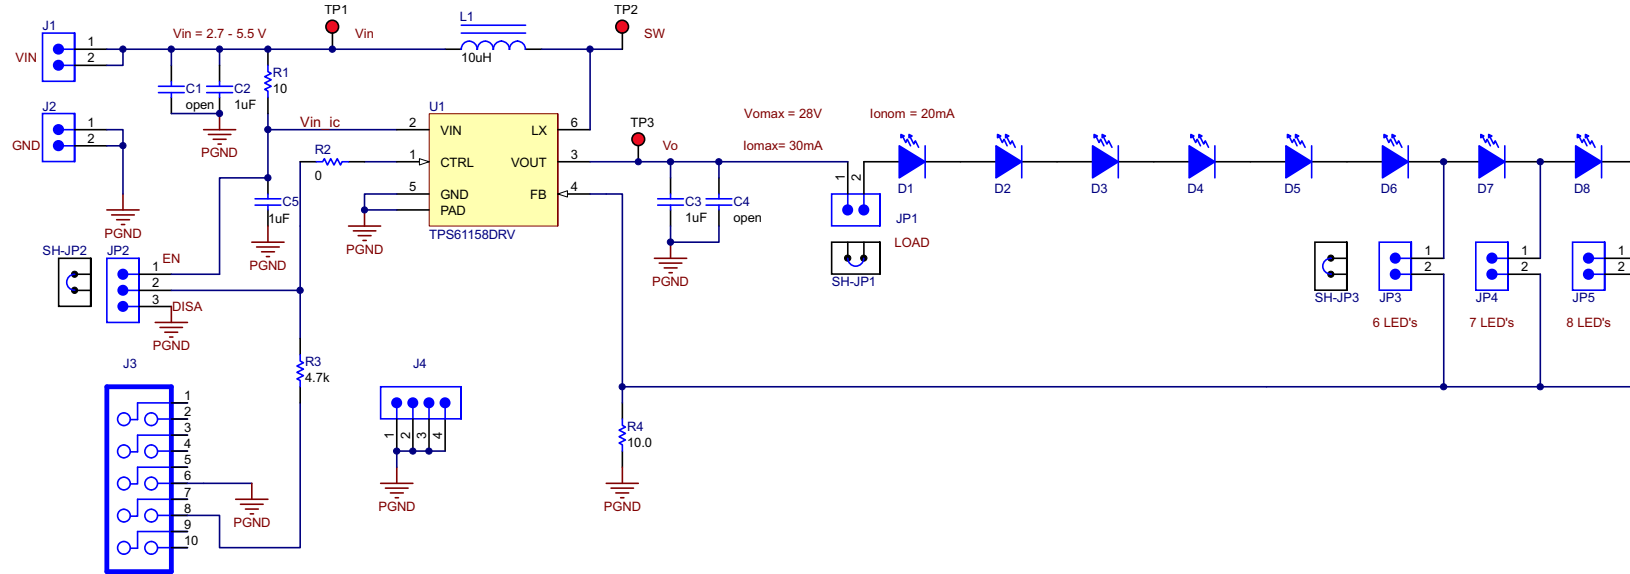 J1
VIN
1
2
Vin = 2.7 - 5.5 V
TP1
Vin
L1
10uH
TP2
SW
C1
open
C2
1uF
R1
10
PGND
J2
GND
1
2
PGND
Vin_ic
U1
2 VIN
1 CTRL
5 GND
PAD
LX 6
VOUT 3
FB 4
TPS61158DRV
R2
0
PGND
C5
1uF
PGND
TP3
Vo
Vomax = 28V
Iomax= 30mA
Ionom = 20mA
C3
1uF
C4
open
PGND
1
2
JP1
LOAD
SH-JP1
D1
D2
D3
D4
D5
D6
D7
D8
SH-JP2
JP2
EN
1
2
3
DISA
PGND
SH-JP3
JP3
1
2
6 LED's
JP4
1
2
7 LED's
JP5
1
2
8 LED's
R3
4.7k
J3
1
2
3
4
5
6
7
8
9
10
PGND
J4
1
2
3
4
PGND
R4
10.0
PGND